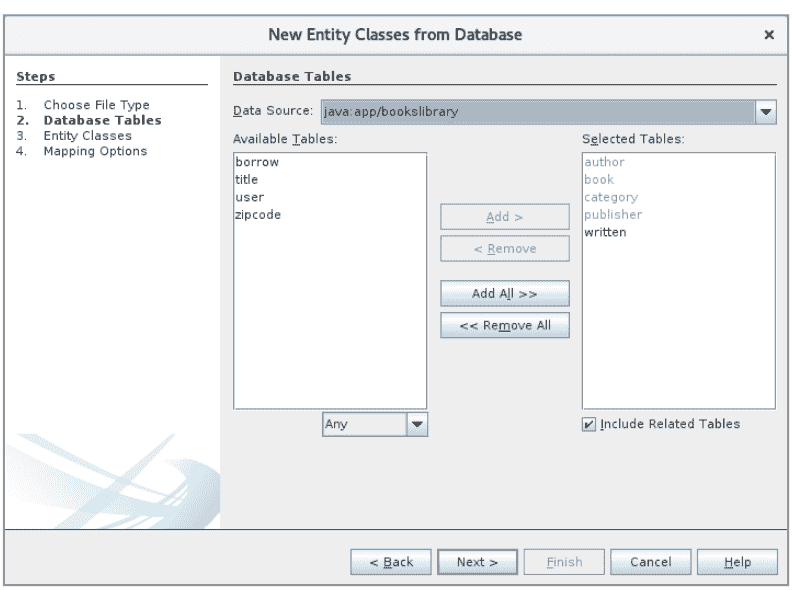 New Entity Classes from Database
×
Steps
1. Choose File Type
2. Database Tables
3. Entity Classes
4. Mapping Options
Database Tables
Data Source: java:app/bookslibrary
Available Tables:
borrow
title
user
zipcode
Any
Add >
< Remove
Add All >>
<< Remove All
Selected Tables:
author
book
category
publisher
written
Include Related Tables
< Back
Next >
Finish
Cancel
Help